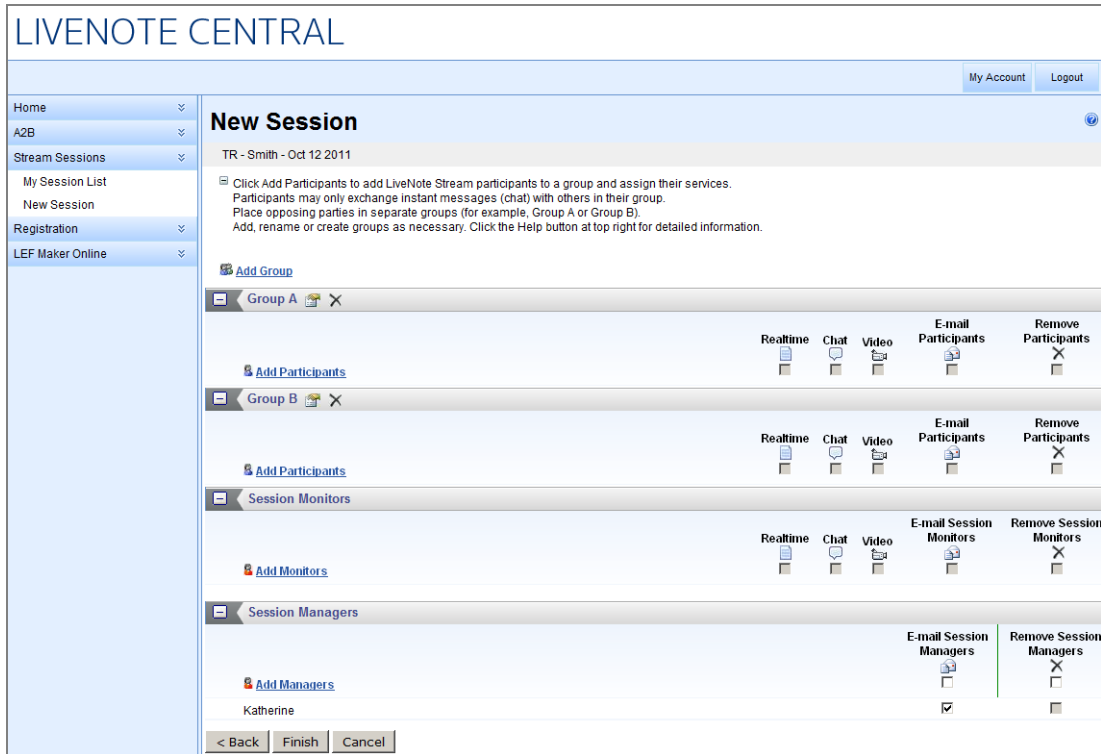 LIVENOTE CENTRAL
My Account Logout
Home
A2B
Stream Sessions
My Session List
New Session
Registration
LEF Maker Online
New Session
TR - Smith - Oct 12 2011
Click Add Participants to add LiveNote Stream participants to a group and assign their services.
Participants may only exchange instant messages (chat) with others in their group.
Place opposing parties in separate groups (for example, Group A or Group B).
Add, rename or create groups as necessary. Click the Help button at top right for detailed information.
Add Group
Group A
Realtime Chat Video E-mail Participants Remove Participants
Add Participants
Group B
Realtime Chat Video E-mail Participants Remove Participants
Add Participants
Session Monitors
Realtime Chat Video E-mail Session Monitors Remove Session Monitors
Add Monitors
Session Managers
E-mail Session Managers Remove Session Managers
Add Managers
Katherine
< Back Finish Cancel